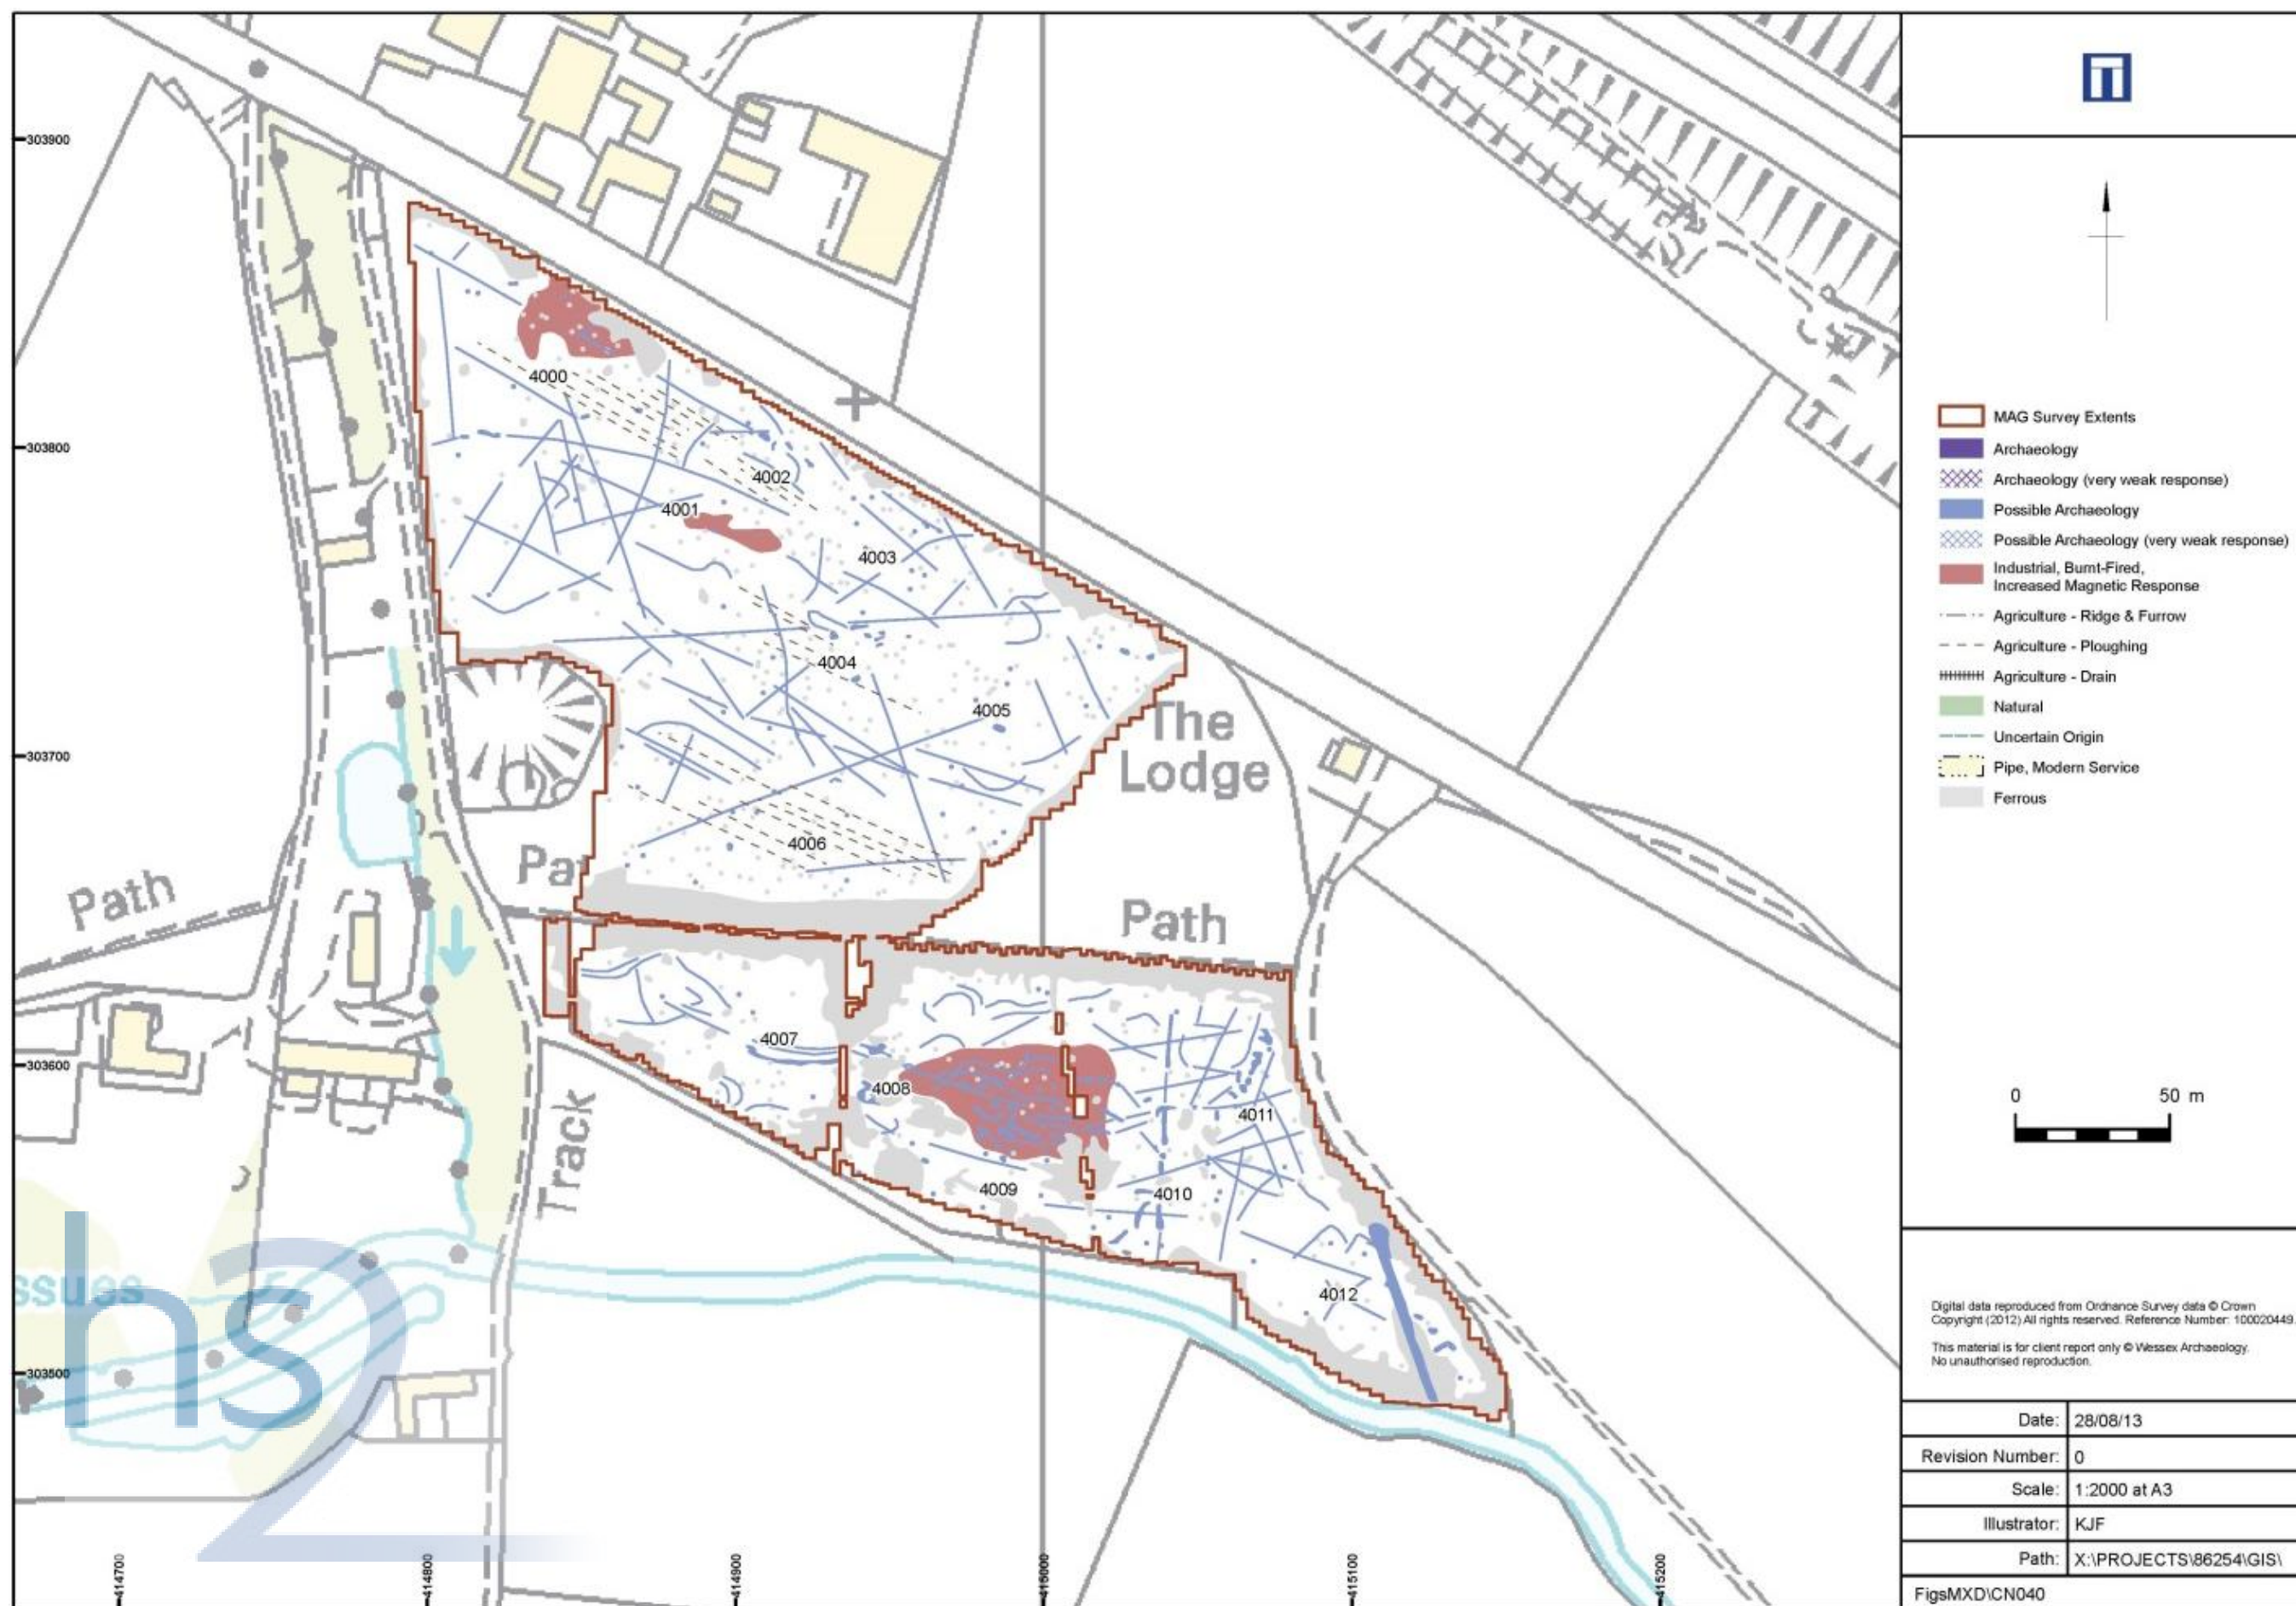 303900
303800
303700
303600
303500
414700
414800
414900
415000
415100
415200
4000
4001
4002
4003
4004
4005
4006
4007
4008
4009
4010
4011
4012
The
Lodge
Path
Path
Pat
Track
ssues
hs2
MAG Survey Extents
Archaeology
Archaeology (very weak response)
Possible Archaeology
Possible Archaeology (very weak response)
Industrial, Burnt-Fired,
Increased Magnetic Response
Agriculture - Ridge & Furrow
Agriculture - Ploughing
Agriculture - Drain
Natural
Uncertain Origin
Pipe, Modern Service
Ferrous
0 50 m
Digital data reproduced from Ordnance Survey data © Crown
Copyright (2012) All rights reserved. Reference Number: 100020449.
This material is for client report only © Wessex Archaeology.
No unauthorised reproduction.
Date: 28/08/13
Revision Number: 0
Scale: 1:2000 at A3
Illustrator: KJF
Path: X:\PROJECTS\86254\GIS\
FigsMXD\CN040